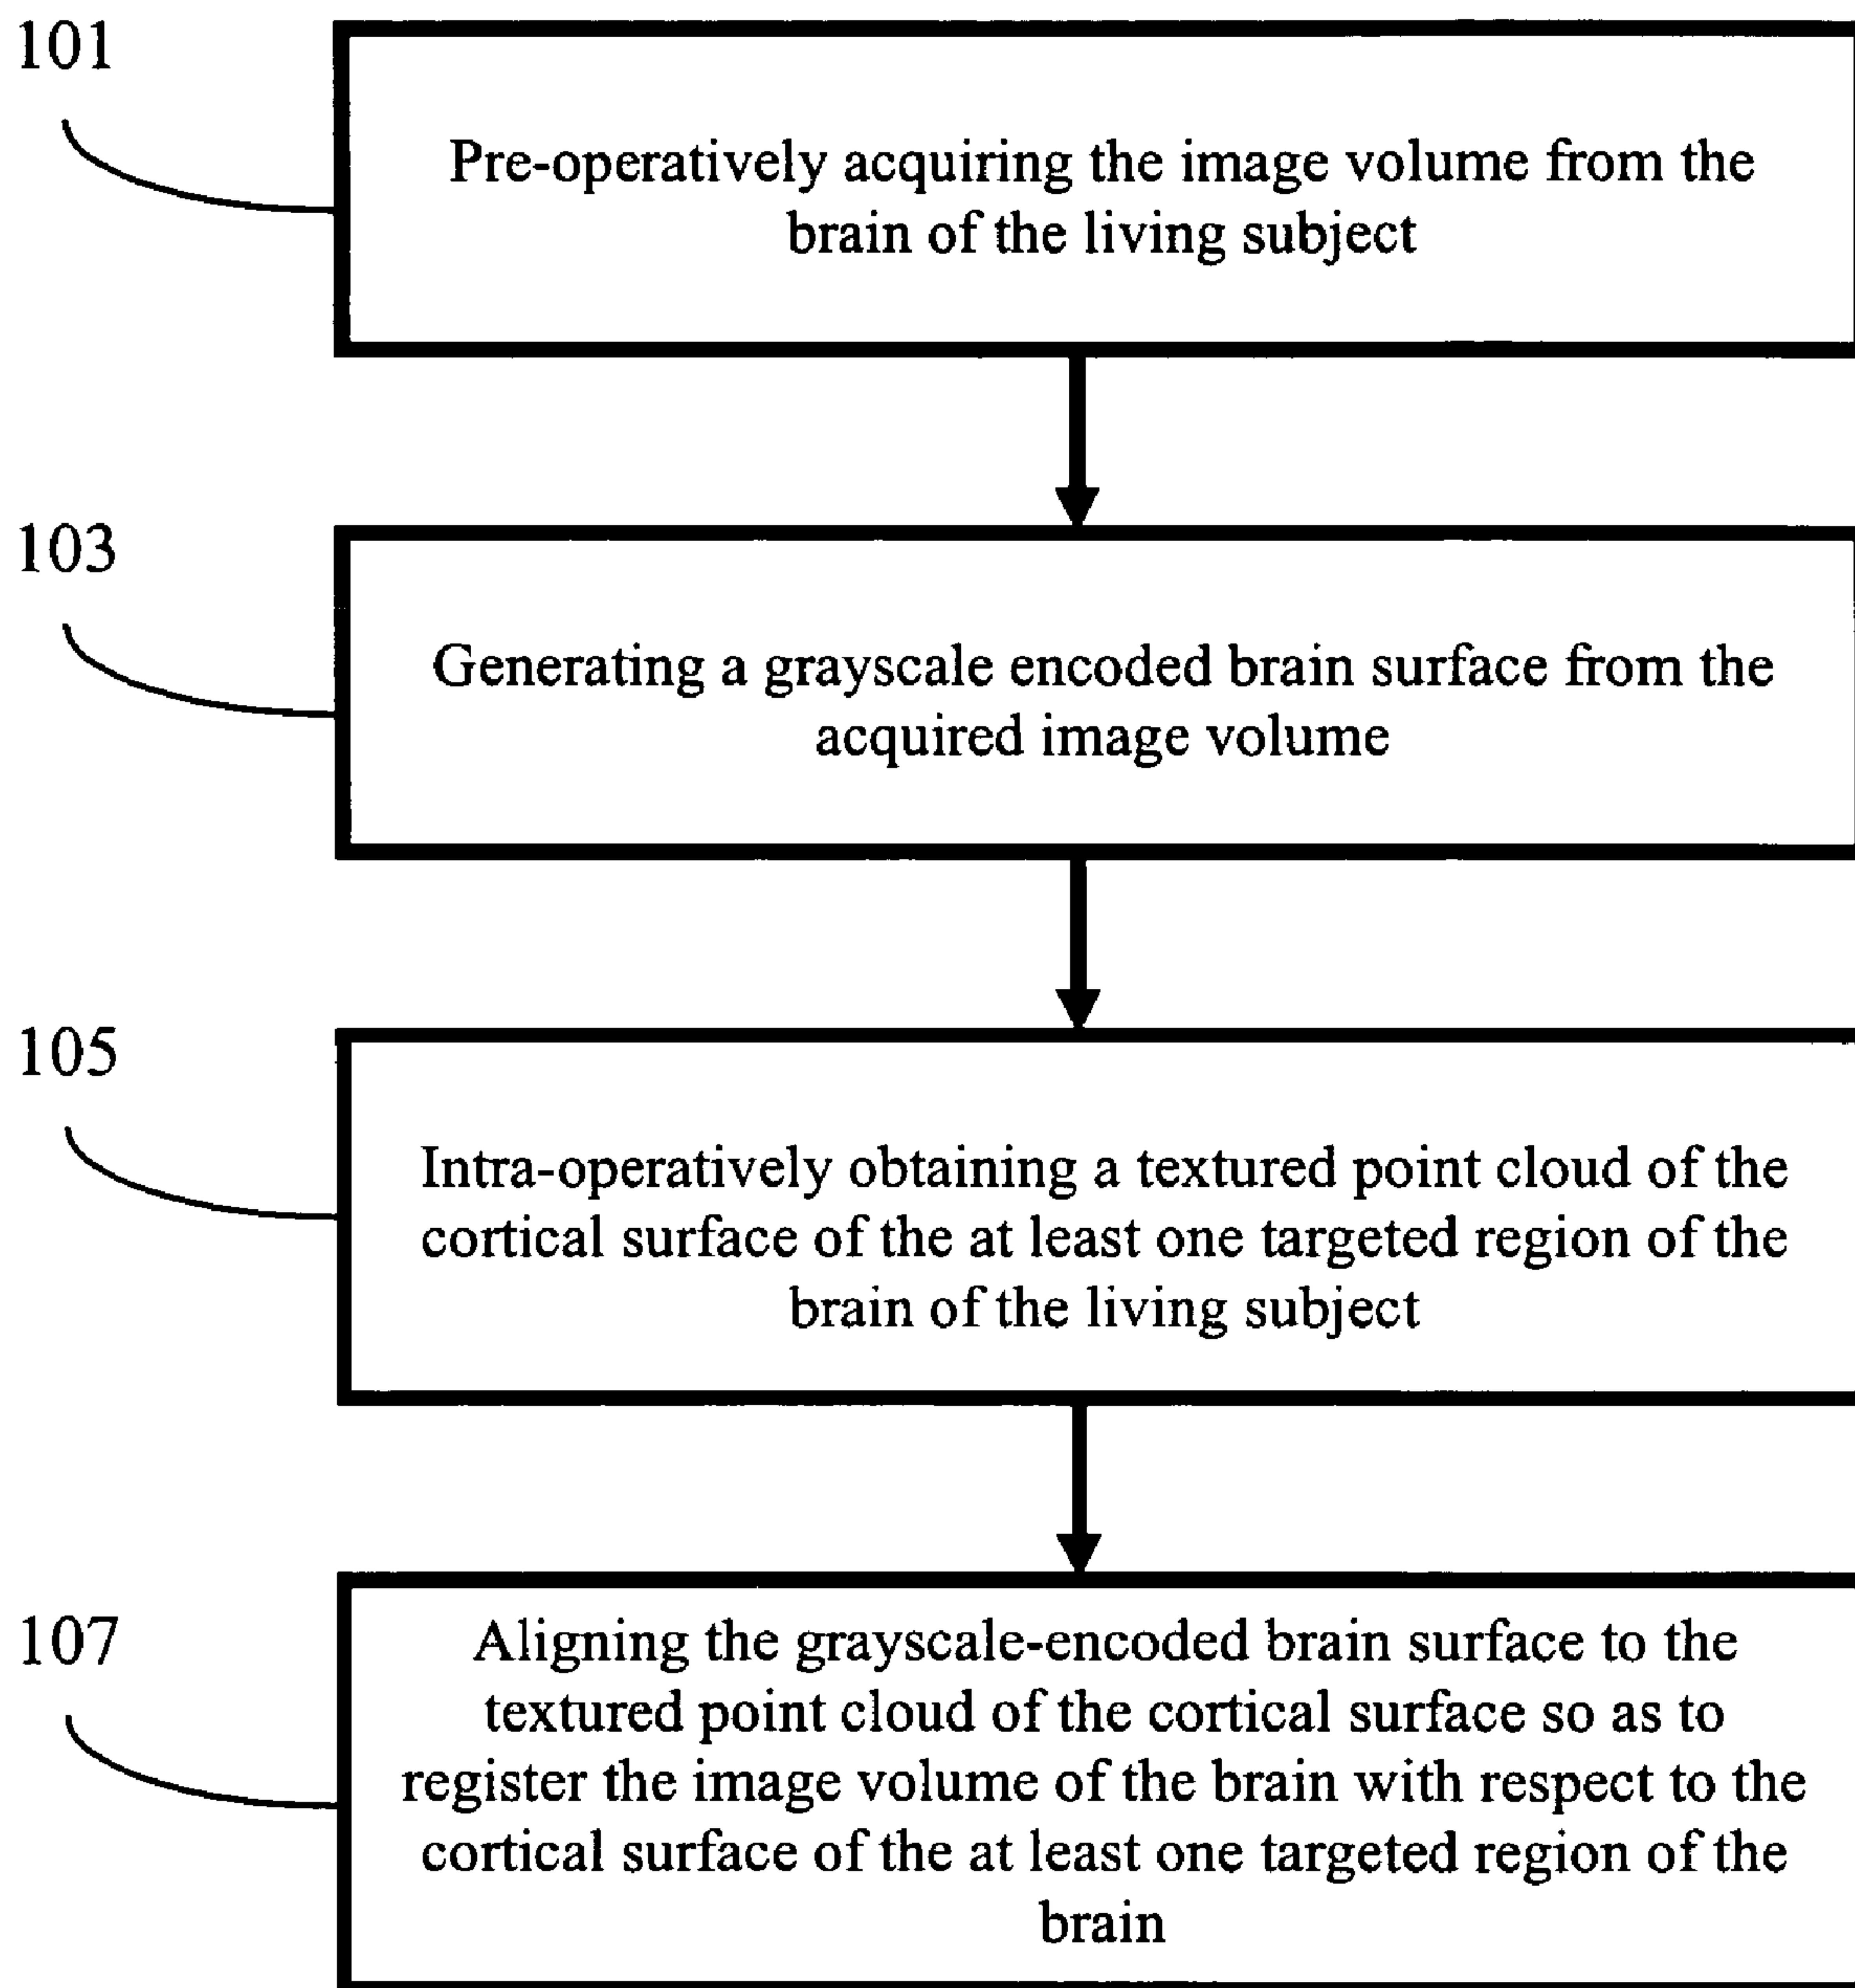 101
Pre-operatively acquiring the image volume from the
brain of the living subject
103
Generating a grayscale encoded brain surface from the
acquired image volume
105
Intra-operatively obtaining a textured point cloud of the
cortical surface of the at least one targeted region of the
brain of the living subject
107
Aligning the grayscale-encoded brain surface to the
textured point cloud of the cortical surface so as to
register the image volume of the brain with respect to the
cortical surface of the at least one targeted region of the
brain